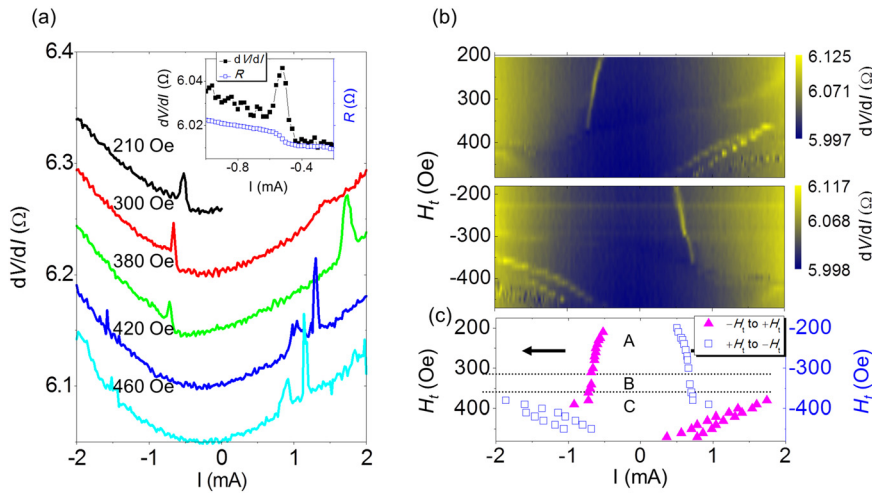 (a)
6.4
6.3
6.2
6.1
dV/dI (Ω)
-2
-1
0
1
2
I (mA)
210 Oe
300 Oe
380 Oe
420 Oe
460 Oe
dV/dI
R
6.04
6.02
dV/dI (Ω)
R (Ω)
-0.8
-0.4
I (mA)
(b)
200
300
400
-200
-300
-400
Ht (Oe)
6.125
6.071
5.997
dV/dI (Ω)
6.117
6.068
5.998
dV/dI (Ω)
(c)
200
300
400
Ht (Oe)
A
B
C
−Ht to +Ht
+Ht to −Ht
-200
-300
-400
Ht (Oe)
-2
-1
0
1
2
I (mA)